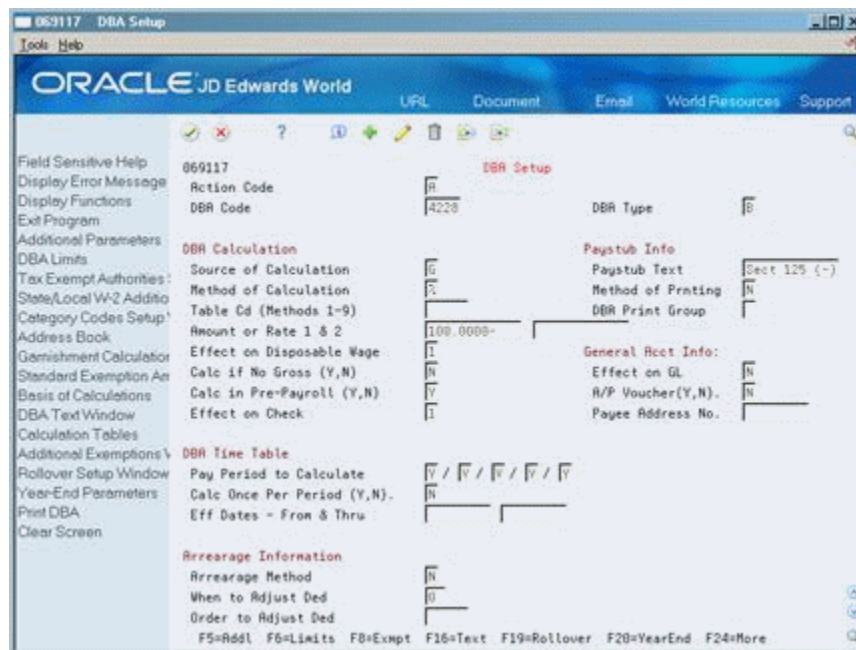 069117 DBA Setup
Tools Help
ORACLE JD Edwards World
URL Document Email World Resources Support
Field Sensitive Help
Display Error Message
Display Functions
Exit Program
Additional Parameters
DBA Limits
Tax Exempt Authorities
State/Local W-2 Additio
Category Codes Setup
Address Book
Garnishment Calculation
Standard Exemption Am
Basis of Calculations
DBA Text Window
Calculation Tables
Additional Exemptions
Rollover Setup Window
Year-End Parameters
Print DBA
Clear Screen
069117 DBA Setup
Action Code A
DBA Code 4228 DBA Type B
DBA Calculation Paystub Info
Source of Calculation G Paystub Text Sect 125 (-)
Method of Calculation % Method of Prnting N
Table Cd (Methods 1-9) DBA Print Group
Amount or Rate 1 & 2 100.0000-
Effect on Disposable Wage 1 General Acct Info:
Calc if No Gross (Y,N) N Effect on GL N
Calc in Pre-Payroll (Y,N) Y A/P Voucher(Y,N). N
Effect on Check 1 Payee Address No.
DBA Time Table
Pay Period to Calculate Y / Y / Y / Y / Y
Calc Once Per Period (Y,N). N
Eff Dates - From & Thru
Arrearage Information
Arrearage Method N
When to Adjust Ded 0
Order to Adjust Ded
F5=Addl F6=Limits F8=Exmpt F16=Text F19=Rollover F20=YearEnd F24=More